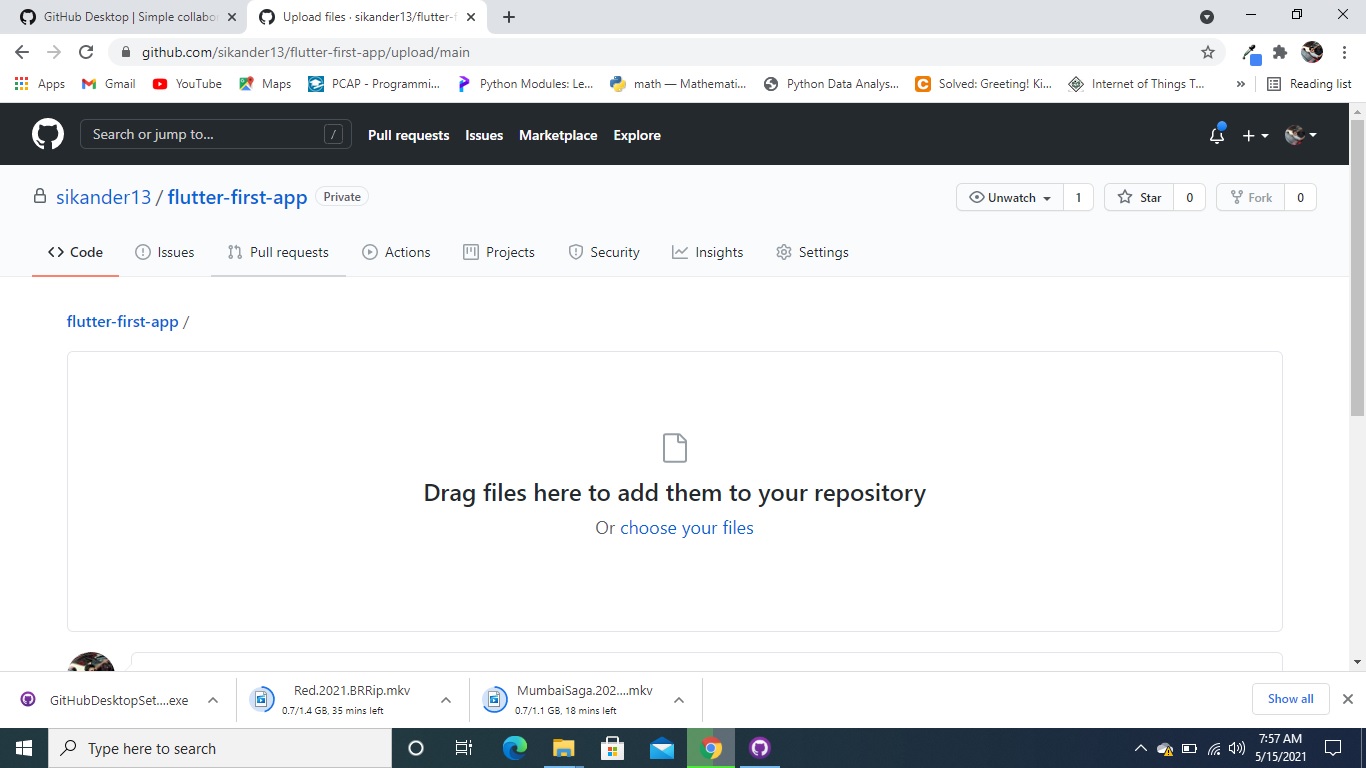 GitHub Desktop | Simple collabo
Upload files · sikander13/flutter-f
github.com/sikander13/flutter-first-app/upload/main
Apps Gmail YouTube Maps PCAP - Programmi... Python Modules: Le... math — Mathemati... Python Data Analys... Solved: Greeting! Ki... Internet of Things T... » Reading list
Search or jump to... / Pull requests Issues Marketplace Explore
sikander13 / flutter-first-app Private Unwatch 1 Star 0 Fork 0
Code Issues Pull requests Actions Projects Security Insights Settings
flutter-first-app /
Drag files here to add them to your repository
Or choose your files
GitHubDesktopSet....exe
Red.2021.BRRip.mkv
0.7/1.4 GB, 35 mins left
MumbaiSaga.202....mkv
0.7/1.1 GB, 18 mins left
Show all
Type here to search
7:57 AM
5/15/2021